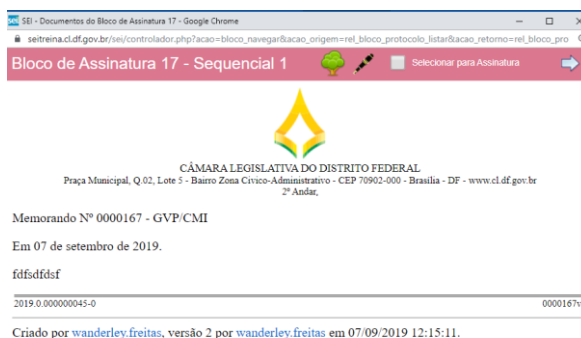 sei SEI - Documentos do Bloco de Assinatura 17 - Google Chrome
seitreina.cl.df.gov.br/sei/controlador.php?acao=bloco_navegar&acao_origem=rel_bloco_protocolo_listar&acao_retorno=rel_bloco_pro
Bloco de Assinatura 17 - Sequencial 1 Selecionar para Assinatura
CÂMARA LEGISLATIVA DO DISTRITO FEDERAL
Praça Municipal, Q.02, Lote 5 - Bairro Zona Cívico-Administrativo - CEP 70902-000 - Brasília - DF - www.cl.df.gov.br
2º Andar,
Memorando Nº 0000167 - GVP/CMI
Em 07 de setembro de 2019.
fdfsdfdsf
2019.0.000000045-0 0000167v
Criado por wanderley.freitas, versão 2 por wanderley.freitas em 07/09/2019 12:15:11.